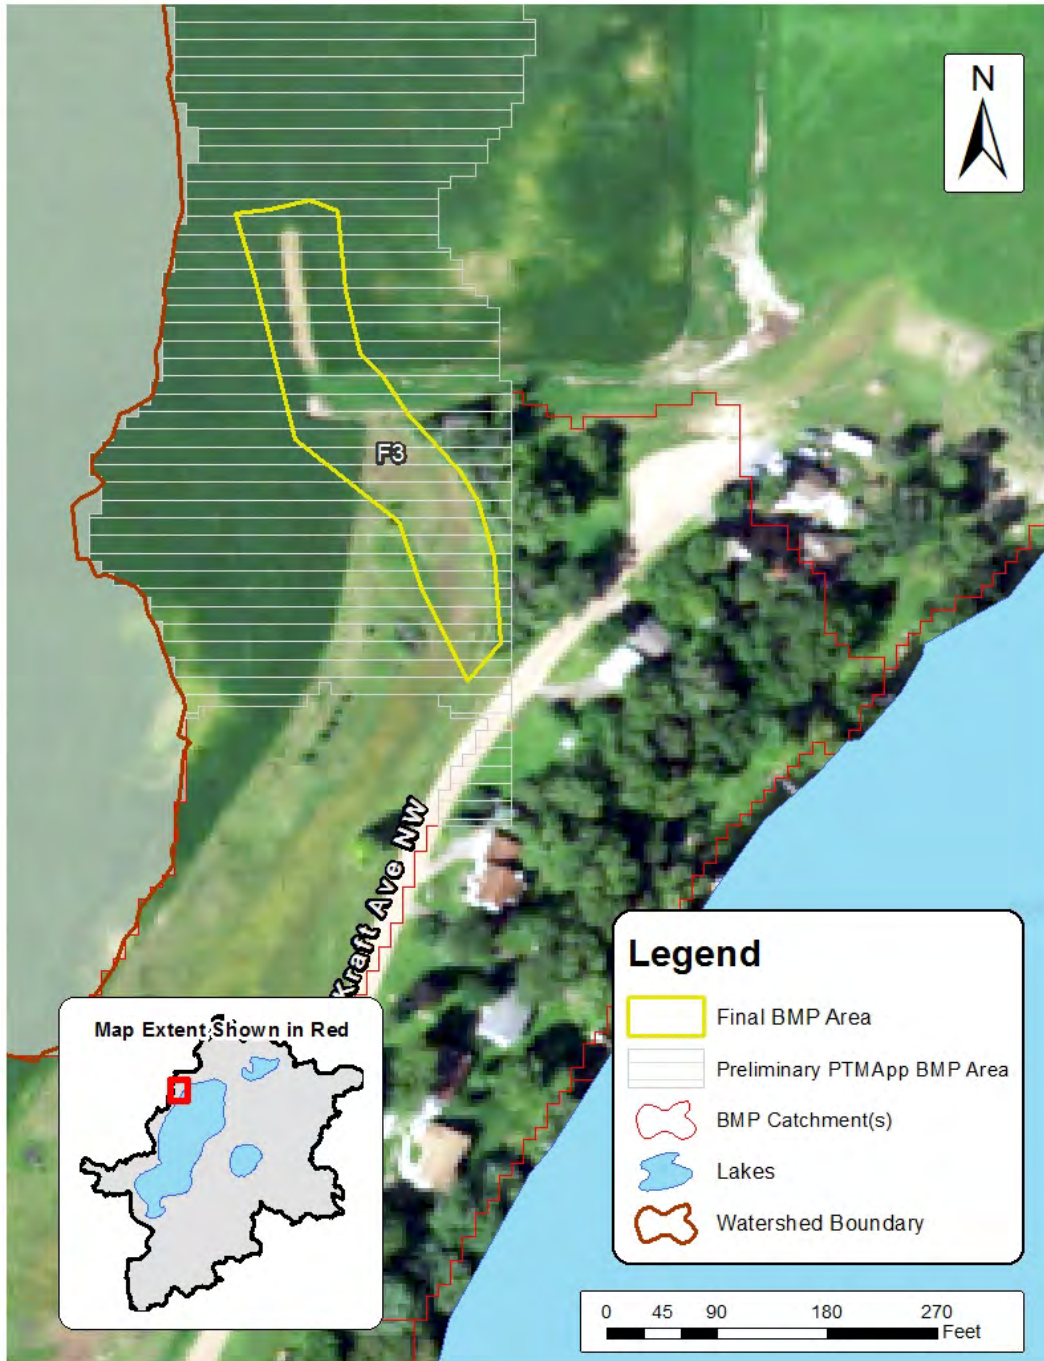 N
F3
Kraft Ave NW
Map Extent Shown in Red
Legend
Final BMP Area
Preliminary PTMApp BMP Area
BMP Catchment(s)
Lakes
Watershed Boundary
0 45 90 180 270
Feet